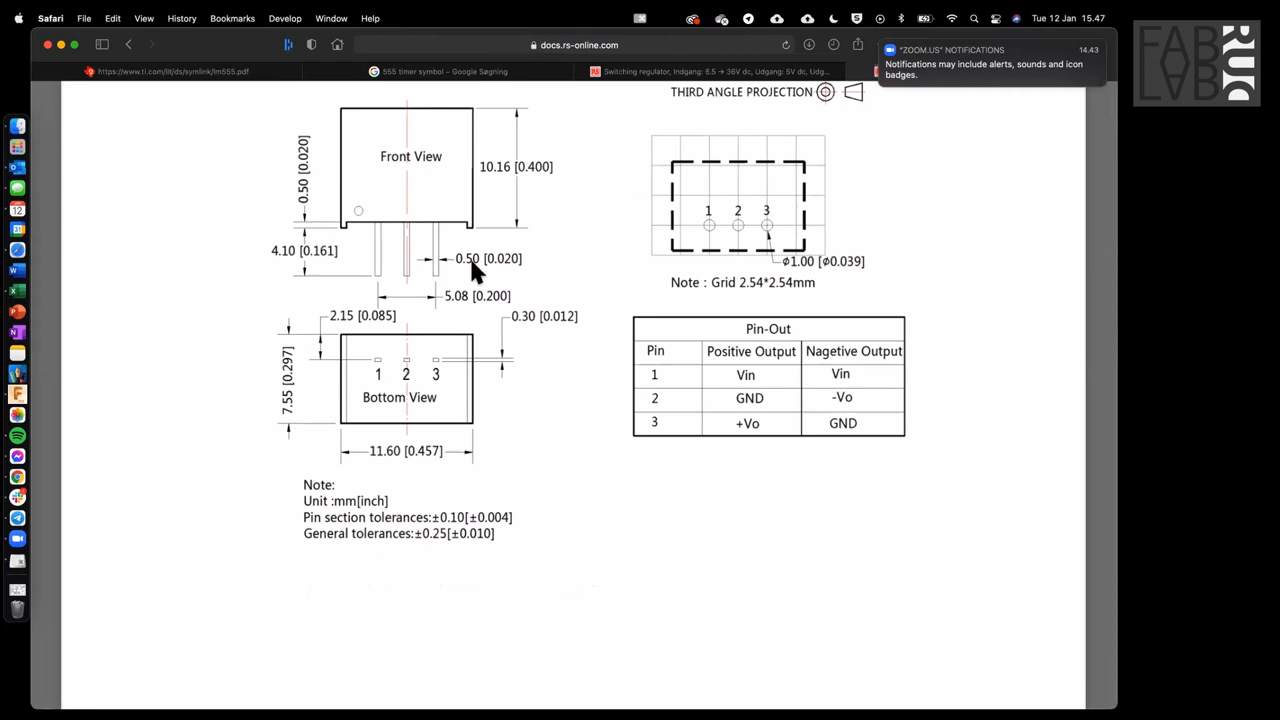 Safari File Edit View History Bookmarks Develop Window Help
Tue 12 Jan 15.47
docs.rs-online.com
"ZOOM.US" NOTIFICATIONS 14.43
Notifications may include alerts, sounds and icon
badges.
https://www.ti.com/lit/ds/symlink/lm555.pdf
555 timer symbol – Google Søgning
Switching regulator, Indgang: 6.5 → 36V dc, Udgang: 5V dc, Udg...
FAB
LAB
RUC
THIRD ANGLE PROJECTION
Front View
0.50 [0.020]
10.16 [0.400]
4.10 [0.161]
0.50 [0.020]
5.08 [0.200]
2.15 [0.085]
0.30 [0.012]
7.55 [0.297]
1 2 3
Bottom View
11.60 [0.457]
Note:
Unit :mm[inch]
Pin section tolerances:±0.10[±0.004]
General tolerances:±0.25[±0.010]
1 2 3
φ1.00 [φ0.039]
Note : Grid 2.54*2.54mm
Pin-Out
Pin Positive Output Nagetive Output
1 Vin Vin
2 GND -Vo
3 +Vo GND